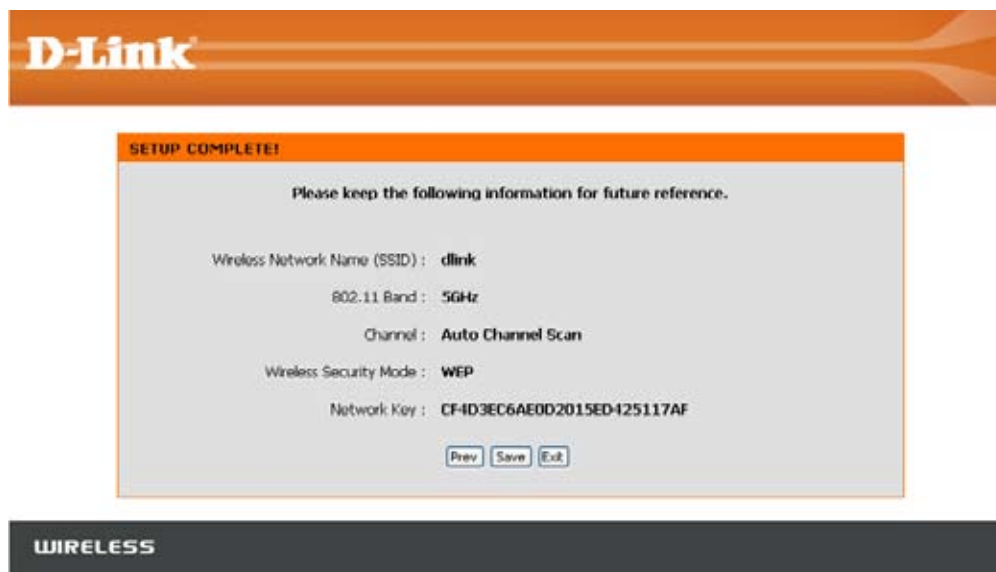 D-Link
SETUP COMPLETE!
Please keep the following information for future reference.
Wireless Network Name (SSID) : dlink
802.11 Band : 5GHz
Channel : Auto Channel Scan
Wireless Security Mode : WEP
Network Key : CF4D3EC6AE0D2015ED425117AF
Prev Save Exit
WIRELESS